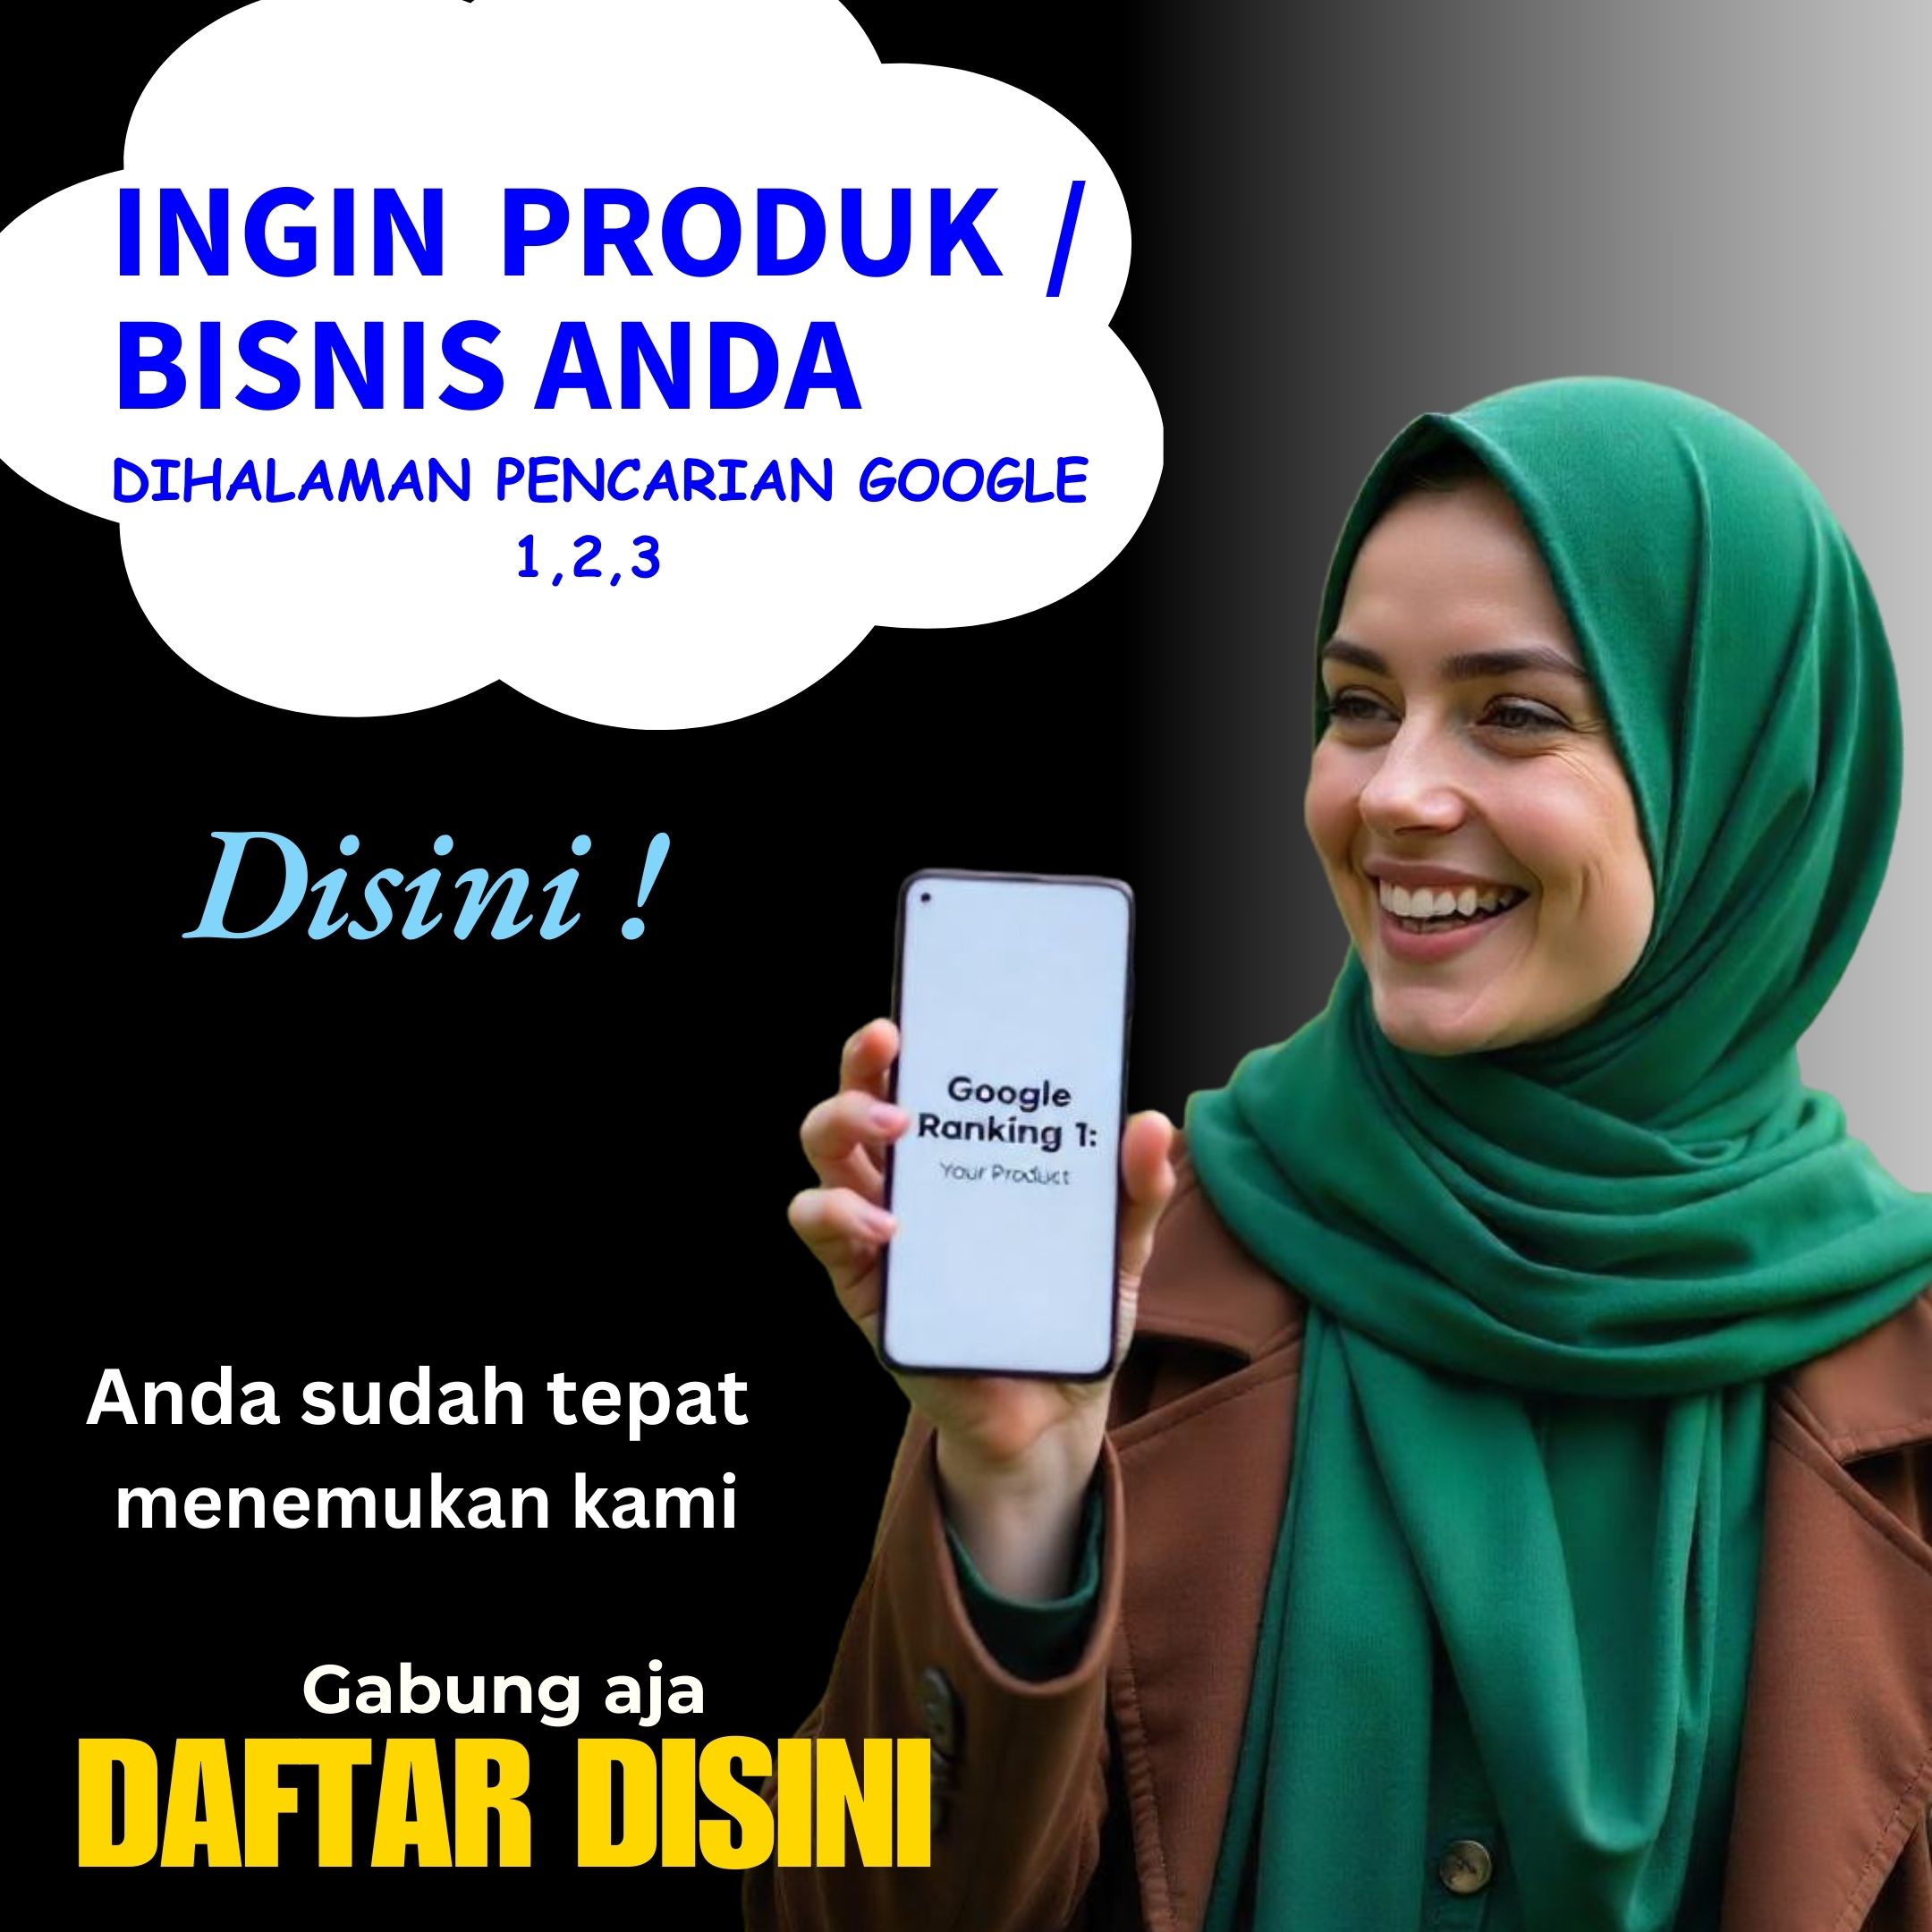 INGIN PRODUK /
BISNIS ANDA
DIHALAMAN PENCARIAN GOOGLE
1,2,3
Disini !
Google
Ranking 1:
Your Product
Anda sudah tepat
menemukan kami
Gabung aja
DAFTAR DISINI